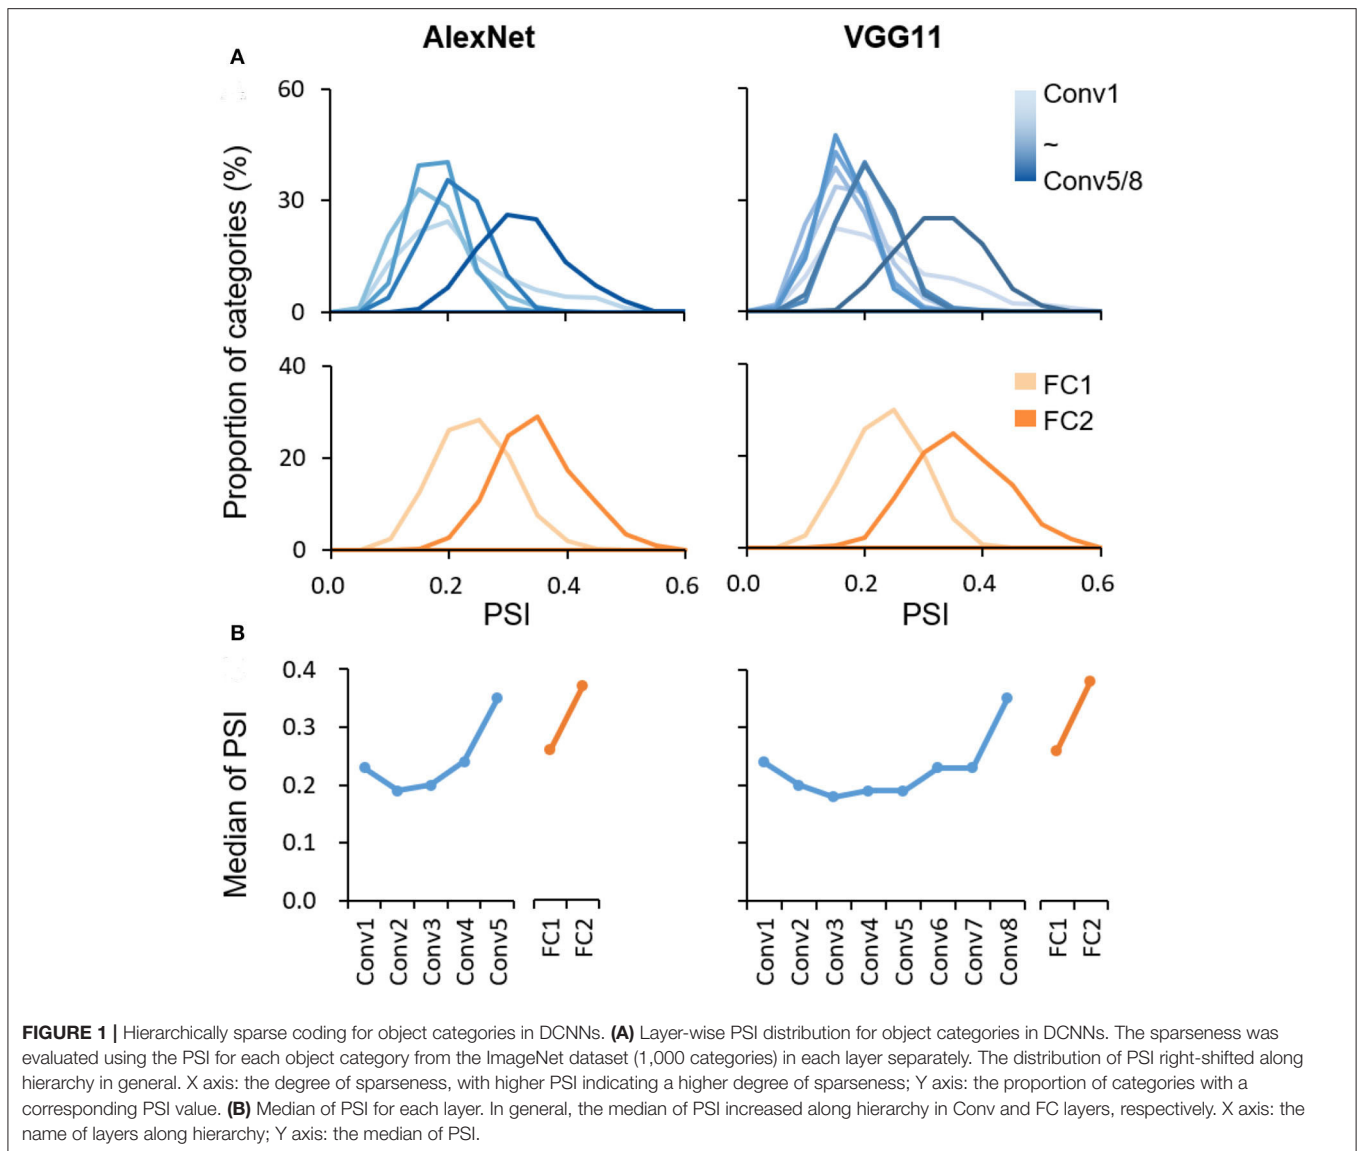 AlexNet
VGG11
A
Proportion of categories (%)
60
30
0
Conv1
~
Conv5/8
40
20
0
FC1
FC2
0.0 0.2 0.4 0.6
0.0 0.2 0.4 0.6
PSI
PSI
B
Median of PSI
0.4
0.3
0.2
0.1
0.0
Conv1 Conv2 Conv3 Conv4 Conv5 FC1 FC2
Conv1 Conv2 Conv3 Conv4 Conv5 Conv6 Conv7 Conv8 FC1 FC2
FIGURE 1 | Hierarchically sparse coding for object categories in DCNNs. (A) Layer-wise PSI distribution for object categories in DCNNs. The sparseness was
evaluated using the PSI for each object category from the ImageNet dataset (1,000 categories) in each layer separately. The distribution of PSI right-shifted along
hierarchy in general. X axis: the degree of sparseness, with higher PSI indicating a higher degree of sparseness; Y axis: the proportion of categories with a
corresponding PSI value. (B) Median of PSI for each layer. In general, the median of PSI increased along hierarchy in Conv and FC layers, respectively. X axis: the
name of layers along hierarchy; Y axis: the median of PSI.